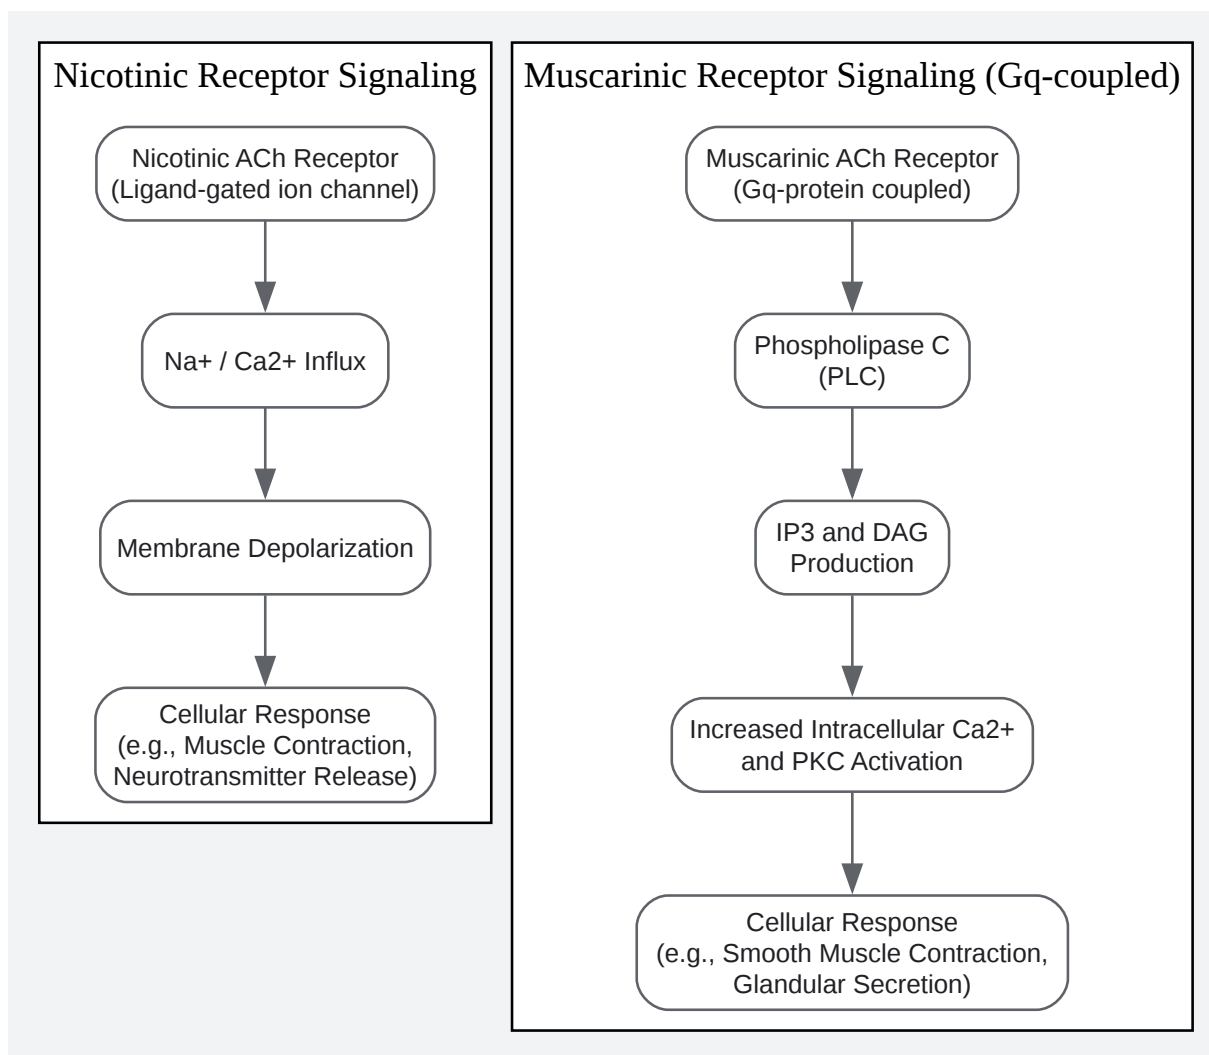 Nicotinic Receptor Signaling
Nicotinic ACh Receptor
(Ligand-gated ion channel)
Na+ / Ca2+ Influx
Membrane Depolarization
Cellular Response
(e.g., Muscle Contraction,
Neurotransmitter Release)
Muscarinic Receptor Signaling (Gq-coupled)
Muscarinic ACh Receptor
(Gq-protein coupled)
Phospholipase C
(PLC)
IP3 and DAG
Production
Increased Intracellular Ca2+
and PKC Activation
Cellular Response
(e.g., Smooth Muscle Contraction,
Glandular Secretion)